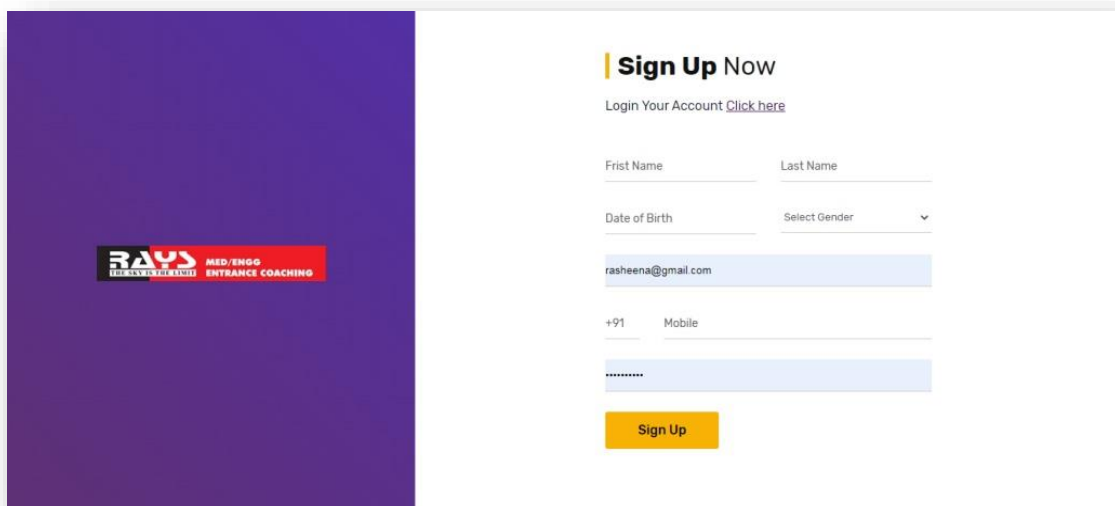 RAYS
THE SKY IS THE LIMIT
MED/ENGG
ENTRANCE COACHING
Sign Up Now
Login Your Account Click here
Frist Name Last Name
Date of Birth Select Gender
rasheena@gmail.com
+91 Mobile
••••••••••
Sign Up